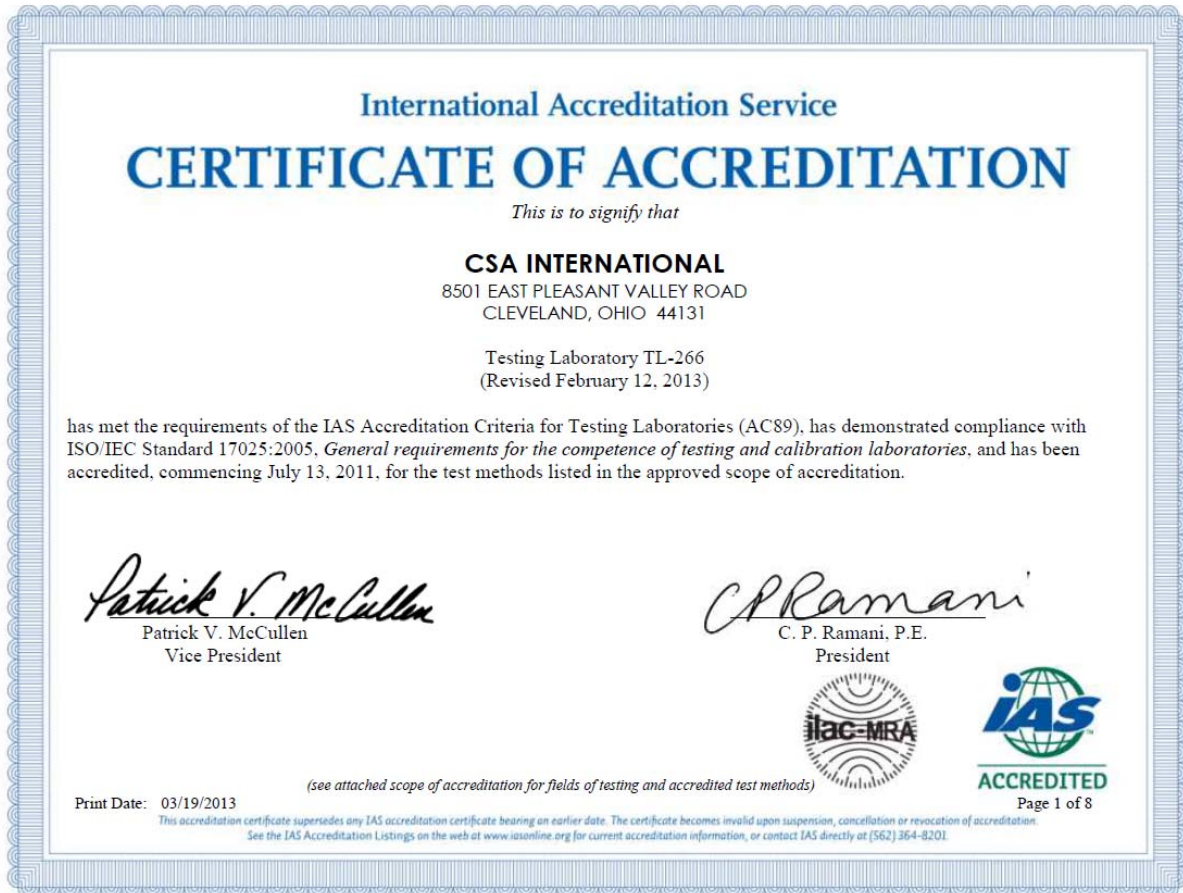 International Accreditation Service
CERTIFICATE OF ACCREDITATION
This is to signify that
CSA INTERNATIONAL
8501 EAST PLEASANT VALLEY ROAD
CLEVELAND, OHIO 44131
Testing Laboratory TL-266
(Revised February 12, 2013)
has met the requirements of the IAS Accreditation Criteria for Testing Laboratories (AC89), has demonstrated compliance with
ISO/IEC Standard 17025:2005, General requirements for the competence of testing and calibration laboratories, and has been
accredited, commencing July 13, 2011, for the test methods listed in the approved scope of accreditation.
Patrick V. McCullen
Patrick V. McCullen
Vice President
CPRamani
C. P. Ramani, P.E.
President
ilac-MRA
IAS
TM
ACCREDITED
(see attached scope of accreditation for fields of testing and accredited test methods)
Print Date: 03/19/2013
Page 1 of 8
This accreditation certificate supersedes any IAS accreditation certificate bearing an earlier date. The certificate becomes invalid upon suspension, cancellation or revocation of accreditation.
See the IAS Accreditation Listings on the web at www.iasonline.org for current accreditation information, or contact IAS directly at (562) 364-8201.